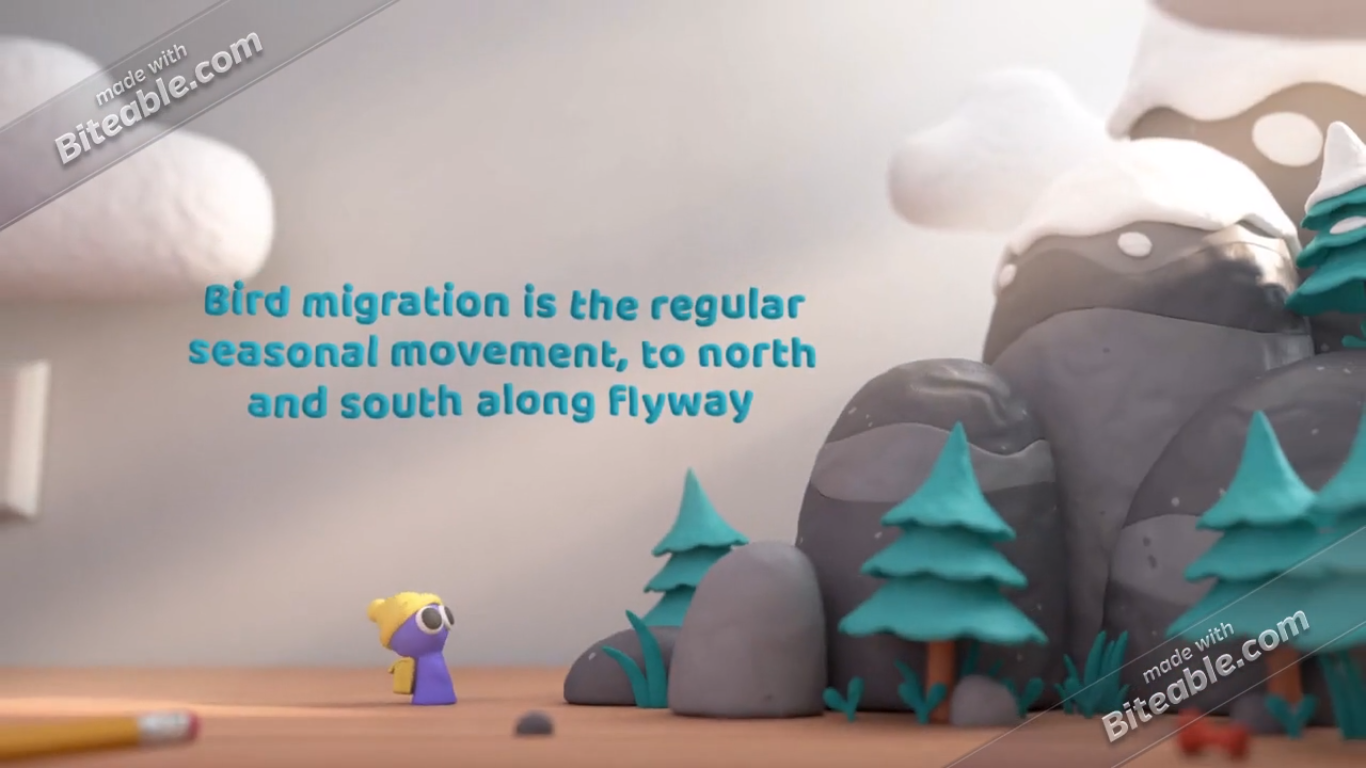 made with
Biteable.com
Bird migration is the regular
seasonal movement, to north
and south along flyway
made with
Biteable.com